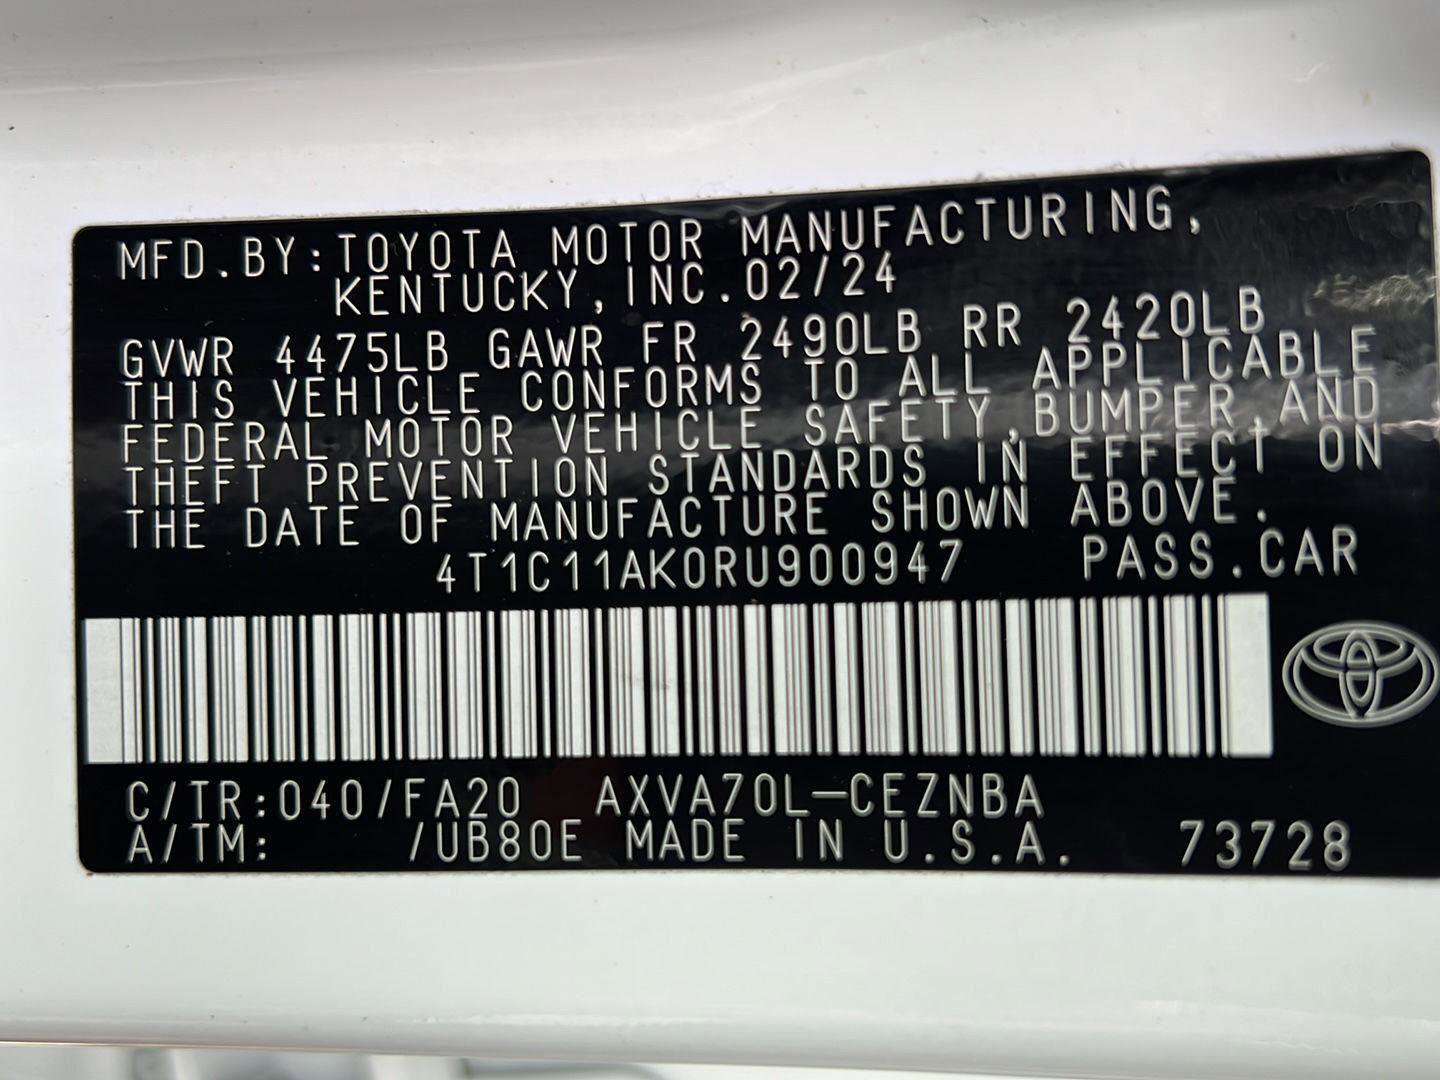 MFD.BY:TOYOTA MOTOR MANUFACTURING,
KENTUCKY,INC.02/24
GVWR 4475LB GAWR FR 2490LB RR 2420LB
THIS VEHICLE CONFORMS TO ALL APPLICABLE
FEDERAL MOTOR VEHICLE SAFETY,BUMPER,AND
THEFT PREVENTION STANDARDS IN EFFECT ON
THE DATE OF MANUFACTURE SHOWN ABOVE.
4T1C11AK0RU900947 PASS.CAR
C/TR:040/FA20 AXVA70L-CEZNBA
A/TM: /UB80E MADE IN U.S.A. 73728